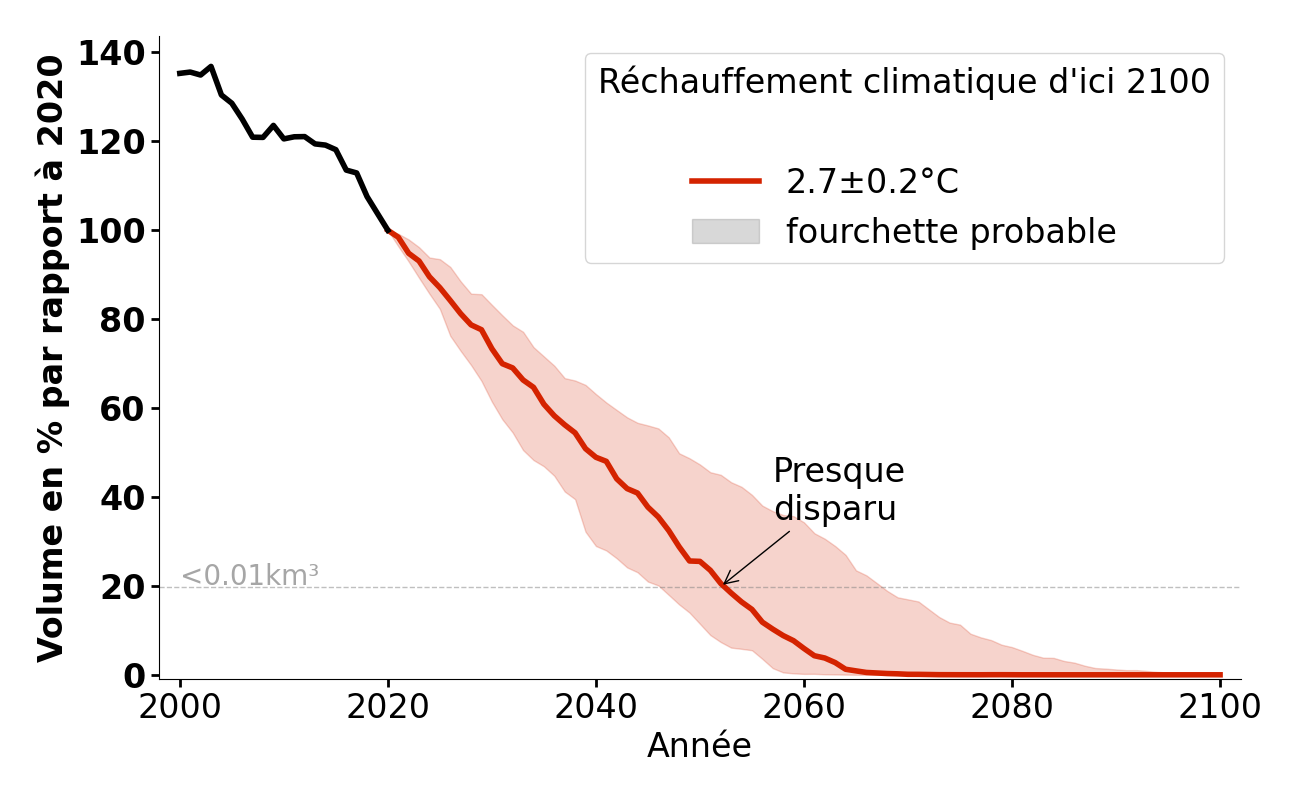 Volume en % par rapport à 2020
140
120
100
80
60
40
20
0
Réchauffement climatique d'ici 2100
2.7±0.2°C
fourchette probable
Presque
disparu
<0.01km³
2000 2020 2040 2060 2080 2100
Année